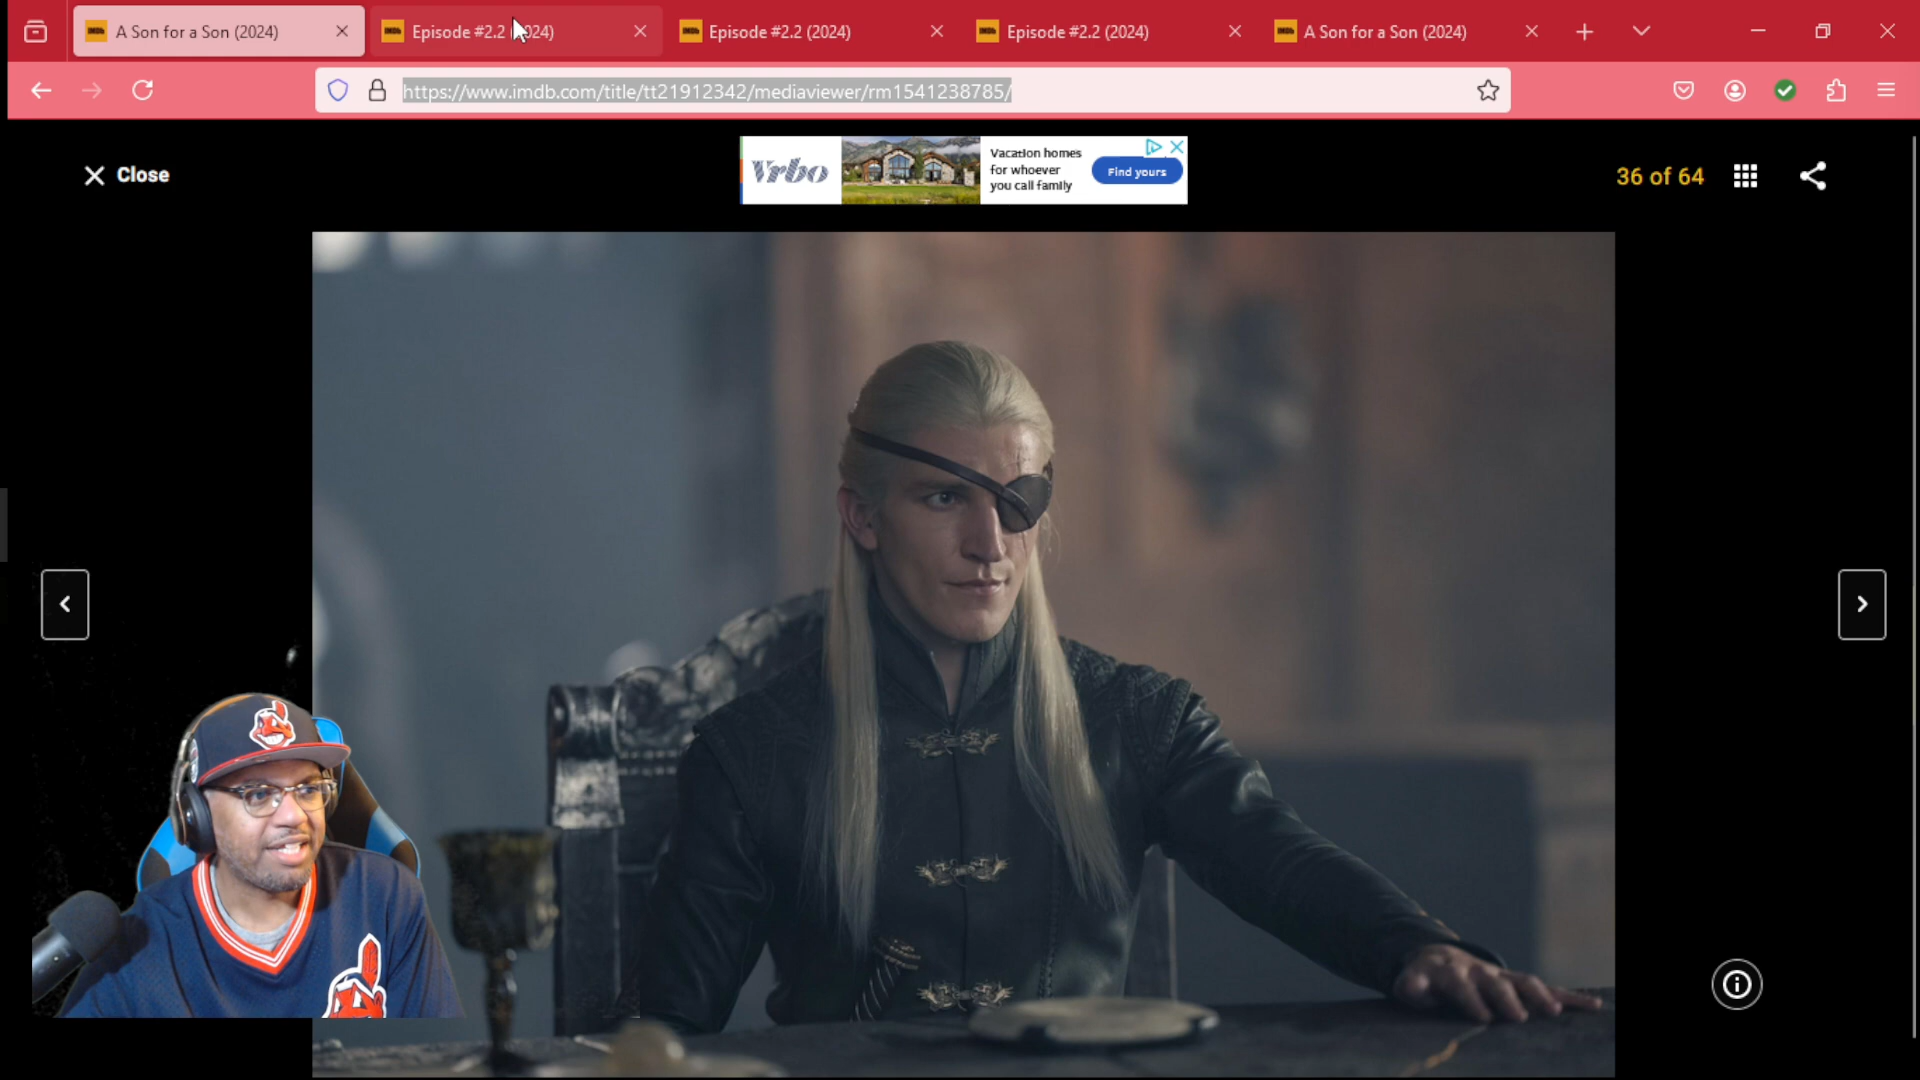 A Son for a Son (2024)
Episode #2.2 (2024)
Episode #2.2 (2024)
Episode #2.2 (2024)
A Son for a Son (2024)
https://www.imdb.com/title/tt21912342/mediaviewer/rm1541238785/
Close
Vrbo
Vacation homes
for whoever
you call family
Find yours
36 of 64